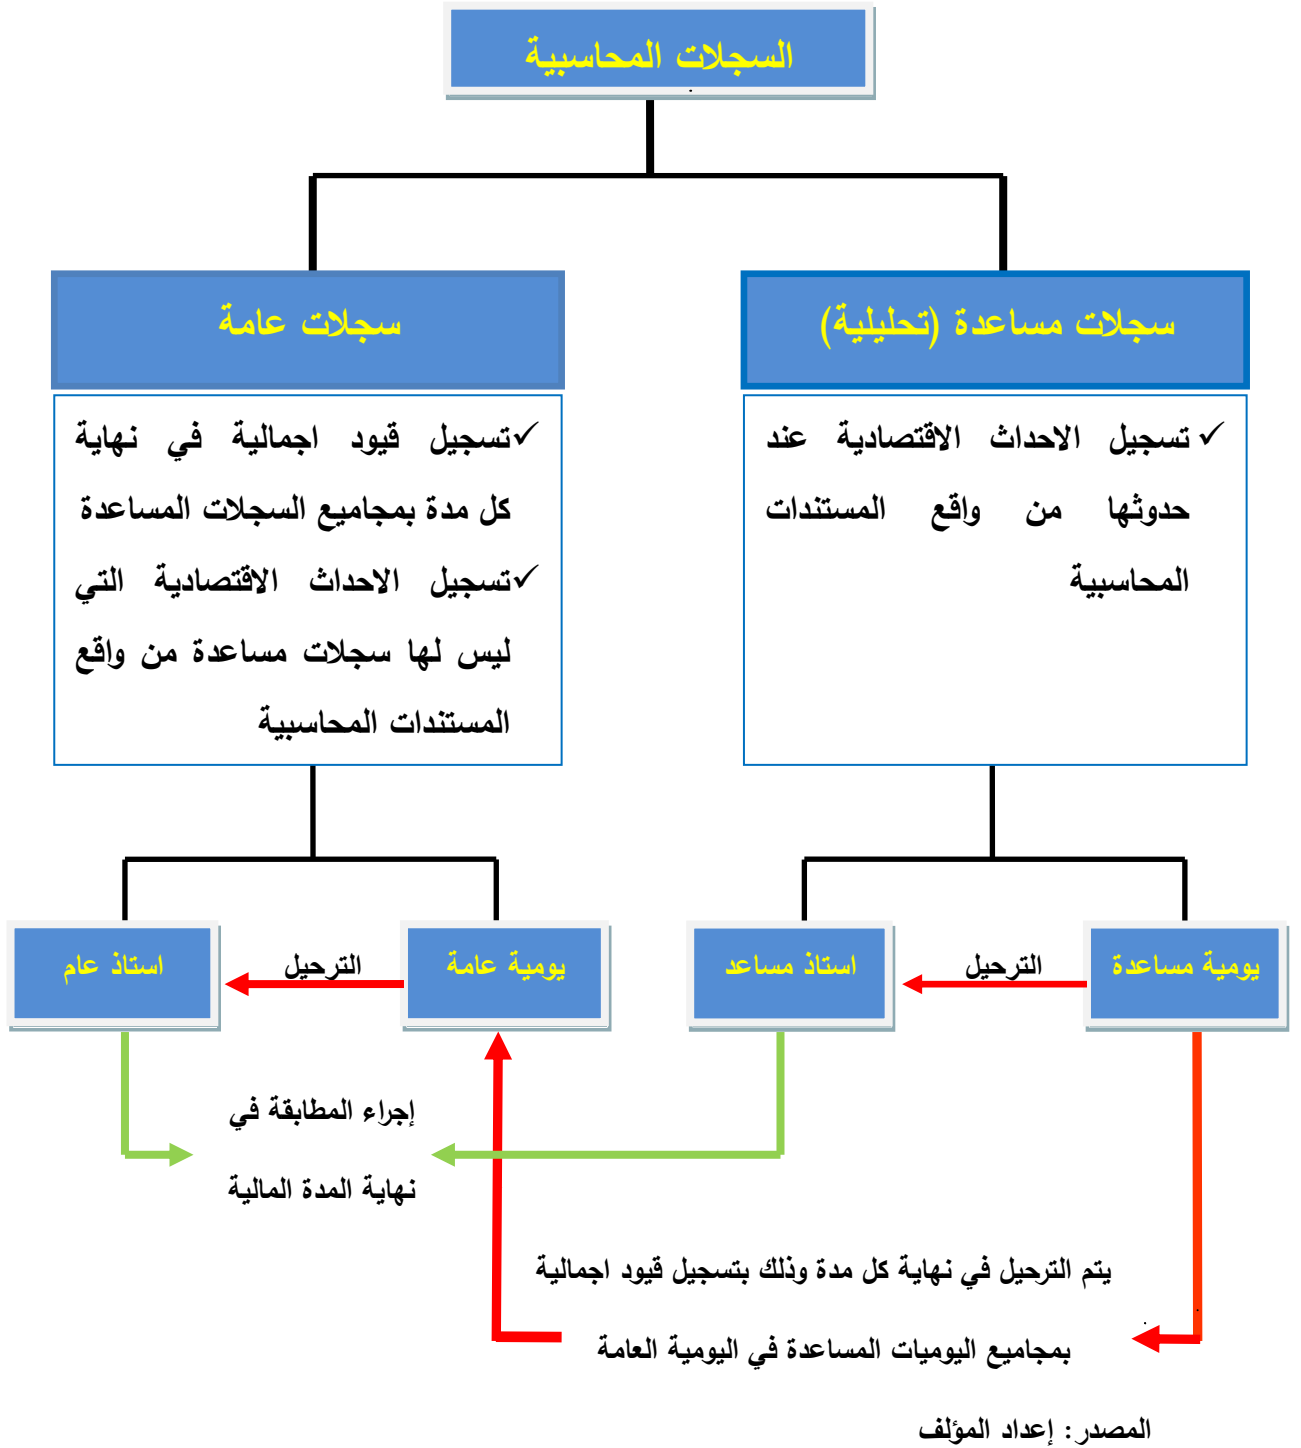 السجلات المحاسبية
سجلات مساعدة (تحليلية)
✓ تسجيل الاحداث الاقتصادية عند
حدوثها من واقع المستندات
المحاسبية
سجلات عامة
✓ تسجيل قيود اجمالية في نهاية
كل مدة بمجاميع السجلات المساعدة
✓ تسجيل الاحداث الاقتصادية التي
ليس لها سجلات مساعدة من واقع
المستندات المحاسبية
يومية مساعدة
الترحيل
استاذ مساعد
يومية عامة
الترحيل
استاذ عام
إجراء المطابقة في
نهاية المدة المالية
يتم الترحيل في نهاية كل مدة وذلك بتسجيل قيود اجمالية
بمجاميع اليوميات المساعدة في اليومية العامة
المصدر: إعداد المؤلف